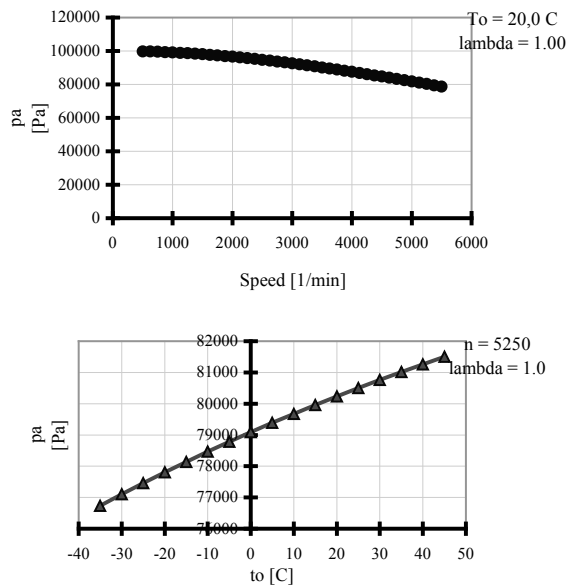 To = 20,0 C
lambda = 1.00
120000
100000
80000
60000
40000
20000
0
pa
[Pa]
0 1000 2000 3000 4000 5000 6000
Speed [1/min]
n = 5250
lambda = 1.0
82000
81000
80000
79000
78000
77000
76000
pa
[Pa]
-40 -30 -20 -10 0 10 20 30 40 50
to [C]